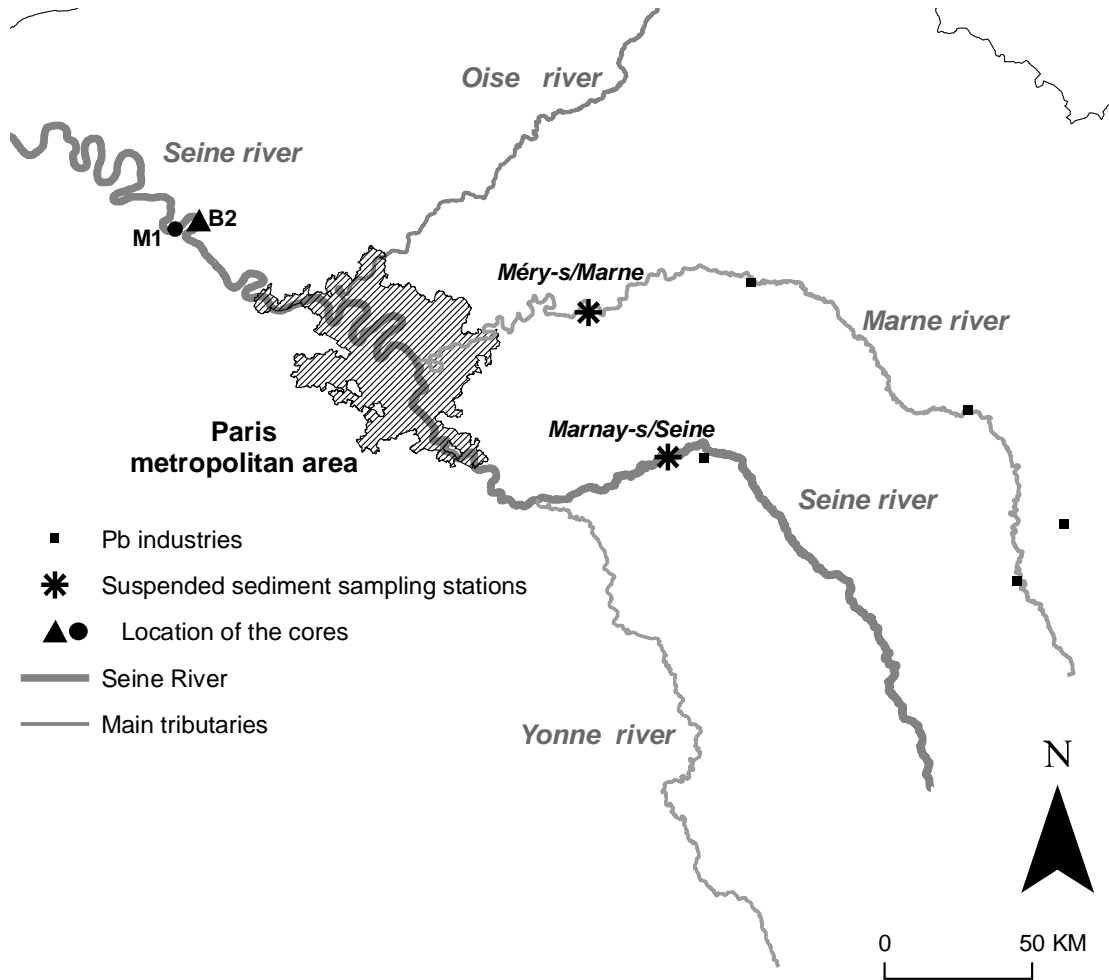 Oise river
Seine river
B2
M1
Méry-s/Marne
Marne river
Marnay-s/Seine
Paris
metropolitan area
Seine river
Pb industries
Suspended sediment sampling stations
Location of the cores
Seine River
Main tributaries
Yonne river
N
0 50 KM